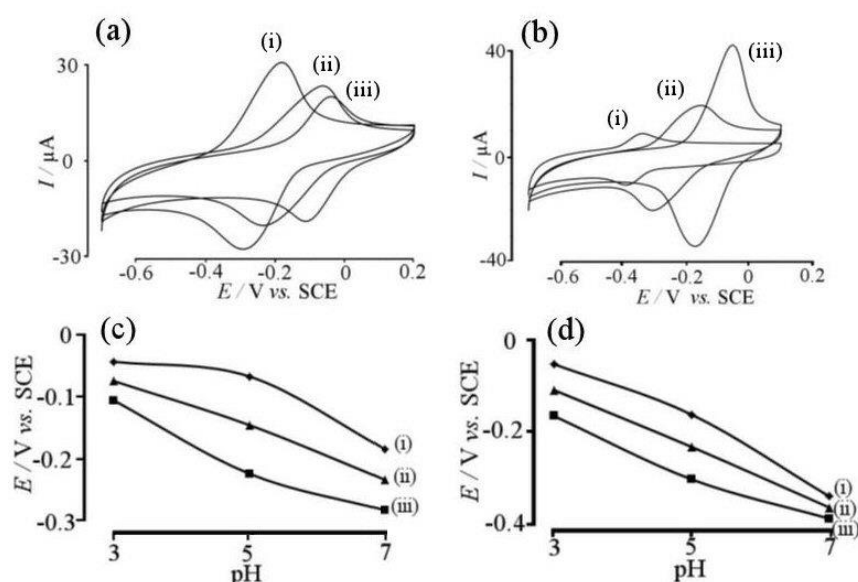 (a)
(i)
(ii)
(iii)
30
0
-30
I / µA
-0.6
-0.4
-0.2
0
0.2
E / V vs. SCE
(b)
(iii)
(ii)
(i)
40
0
-40
I / µA
-0.6
-0.4
-0.2
0
0.2
E / V vs. SCE
(c)
0
-0.1
-0.2
-0.3
E / V vs. SCE
(i)
(ii)
(iii)
3
5
7
pH
(d)
0
-0.2
-0.4
E / V vs. SCE
(i)
(ii)
(iii)
3
5
7
pH